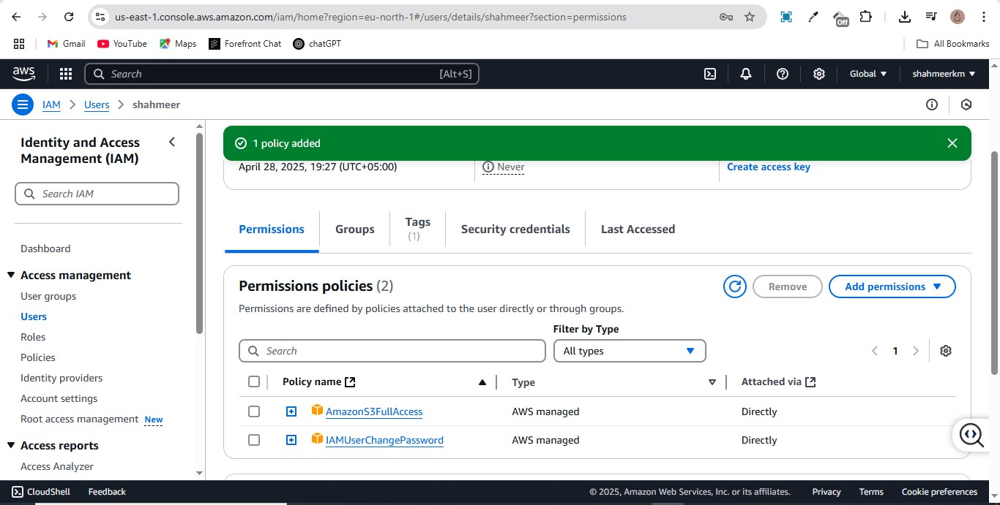 us-east-1.console.aws.amazon.com/iam/home?region=eu-north-1#/users/details/shahmeer?section=permissions
Off
Gmail YouTube Maps Forefront Chat chatGPT All Bookmarks
aws Search [Alt+S] Global shahmeerkm
IAM Users shahmeer
Identity and Access
Management (IAM)
Search IAM
Dashboard
Access management
User groups
Users
Roles
Policies
Identity providers
Account settings
Root access management New
Access reports
Access Analyzer
1 policy added
April 28, 2025, 19:27 (UTC+05:00) Never Create access key
Permissions Groups Tags (1) Security credentials Last Accessed
Permissions policies (2) Remove Add permissions
Permissions are defined by policies attached to the user directly or through groups.
Filter by Type
Search All types 1
Policy name Type Attached via
AmazonS3FullAccess AWS managed Directly
IAMUserChangePassword AWS managed Directly
CloudShell Feedback © 2025, Amazon Web Services, Inc. or its affiliates. Privacy Terms Cookie preferences